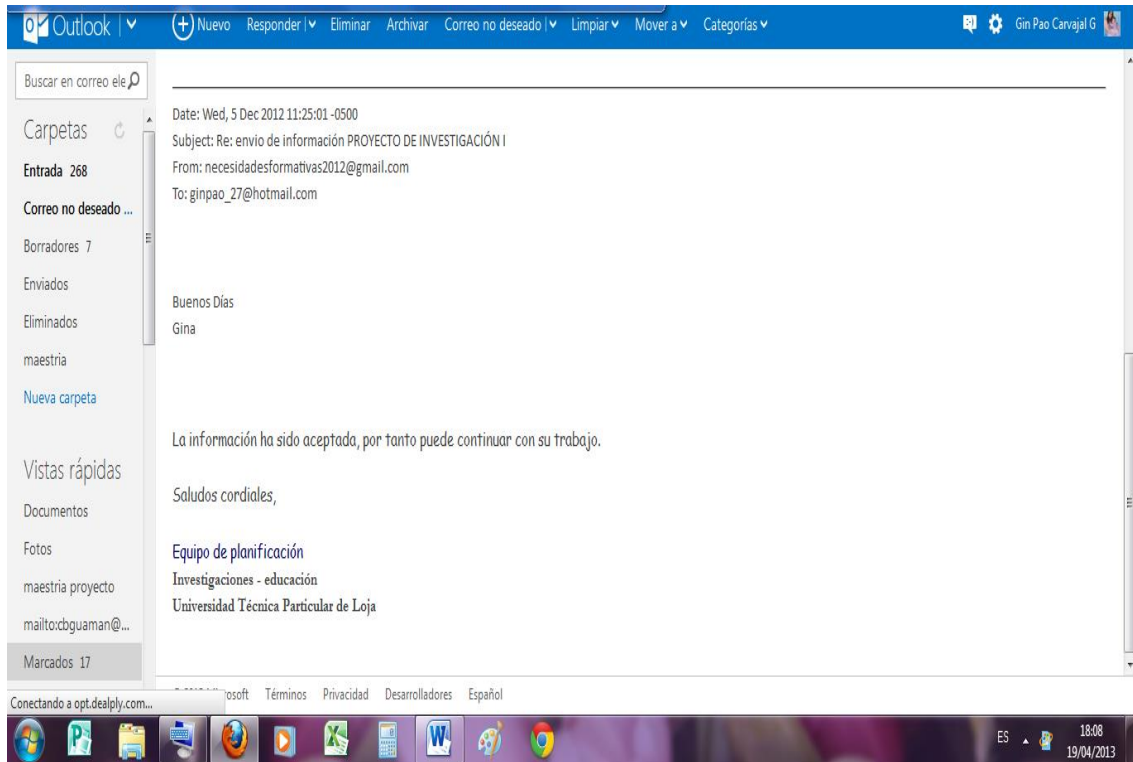 Outlook
Nuevo Responder Eliminar Archivar Correo no deseado Limpiar Mover a Categorías
Gin Pao Carvajal G
Buscar en correo ele
Carpetas
Entrada 268
Correo no deseado ...
Borradores 7
Enviados
Eliminados
maestria
Nueva carpeta
Vistas rápidas
Documentos
Fotos
maestria proyecto
mailto:cbguaman@...
Marcados 17
Date: Wed, 5 Dec 2012 11:25:01 -0500
Subject: Re: envio de información PROYECTO DE INVESTIGACIÓN I
From: necesidadesformativas2012@gmail.com
To: ginpao_27@hotmail.com
Buenos Días
Gina
La información ha sido aceptada, por tanto puede continuar con su trabajo.
Saludos cordiales,
Equipo de planificación
Investigaciones - educación
Universidad Técnica Particular de Loja
Términos Privacidad Desarrolladores Español
Conectando a opt.dealply.com...
ES
18:08
19/04/2013